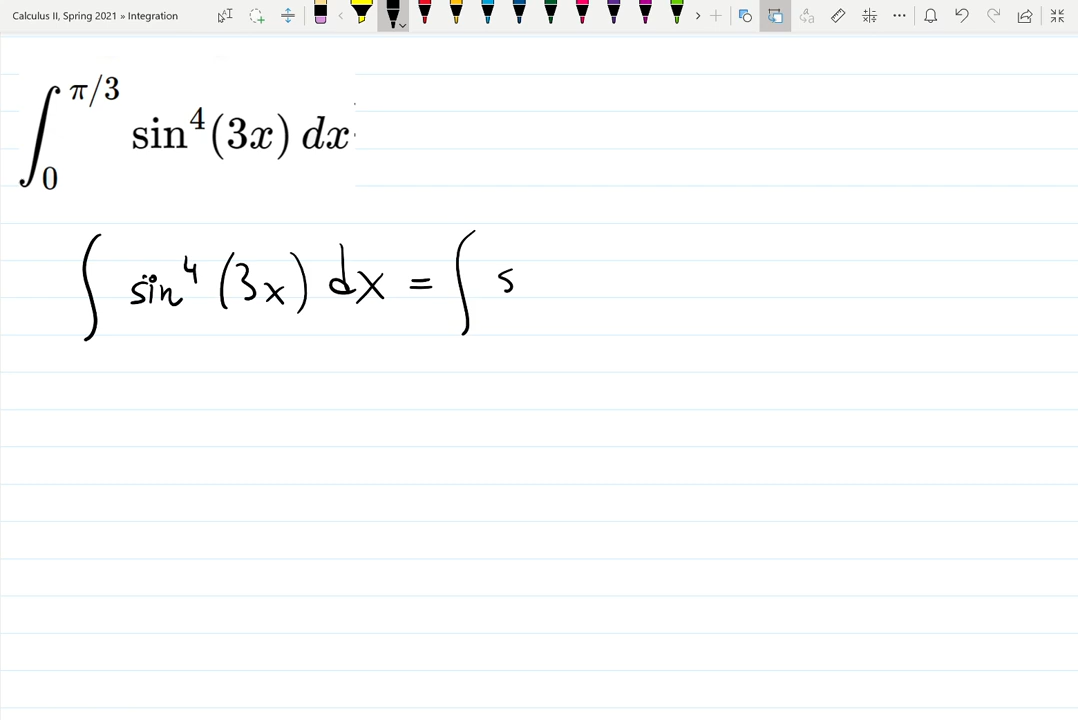 Calculus II, Spring 2021 » Integration
∫₀^{π/3} sin⁴(3x) dx
∫ sin⁴ (3x) dx = ∫ s